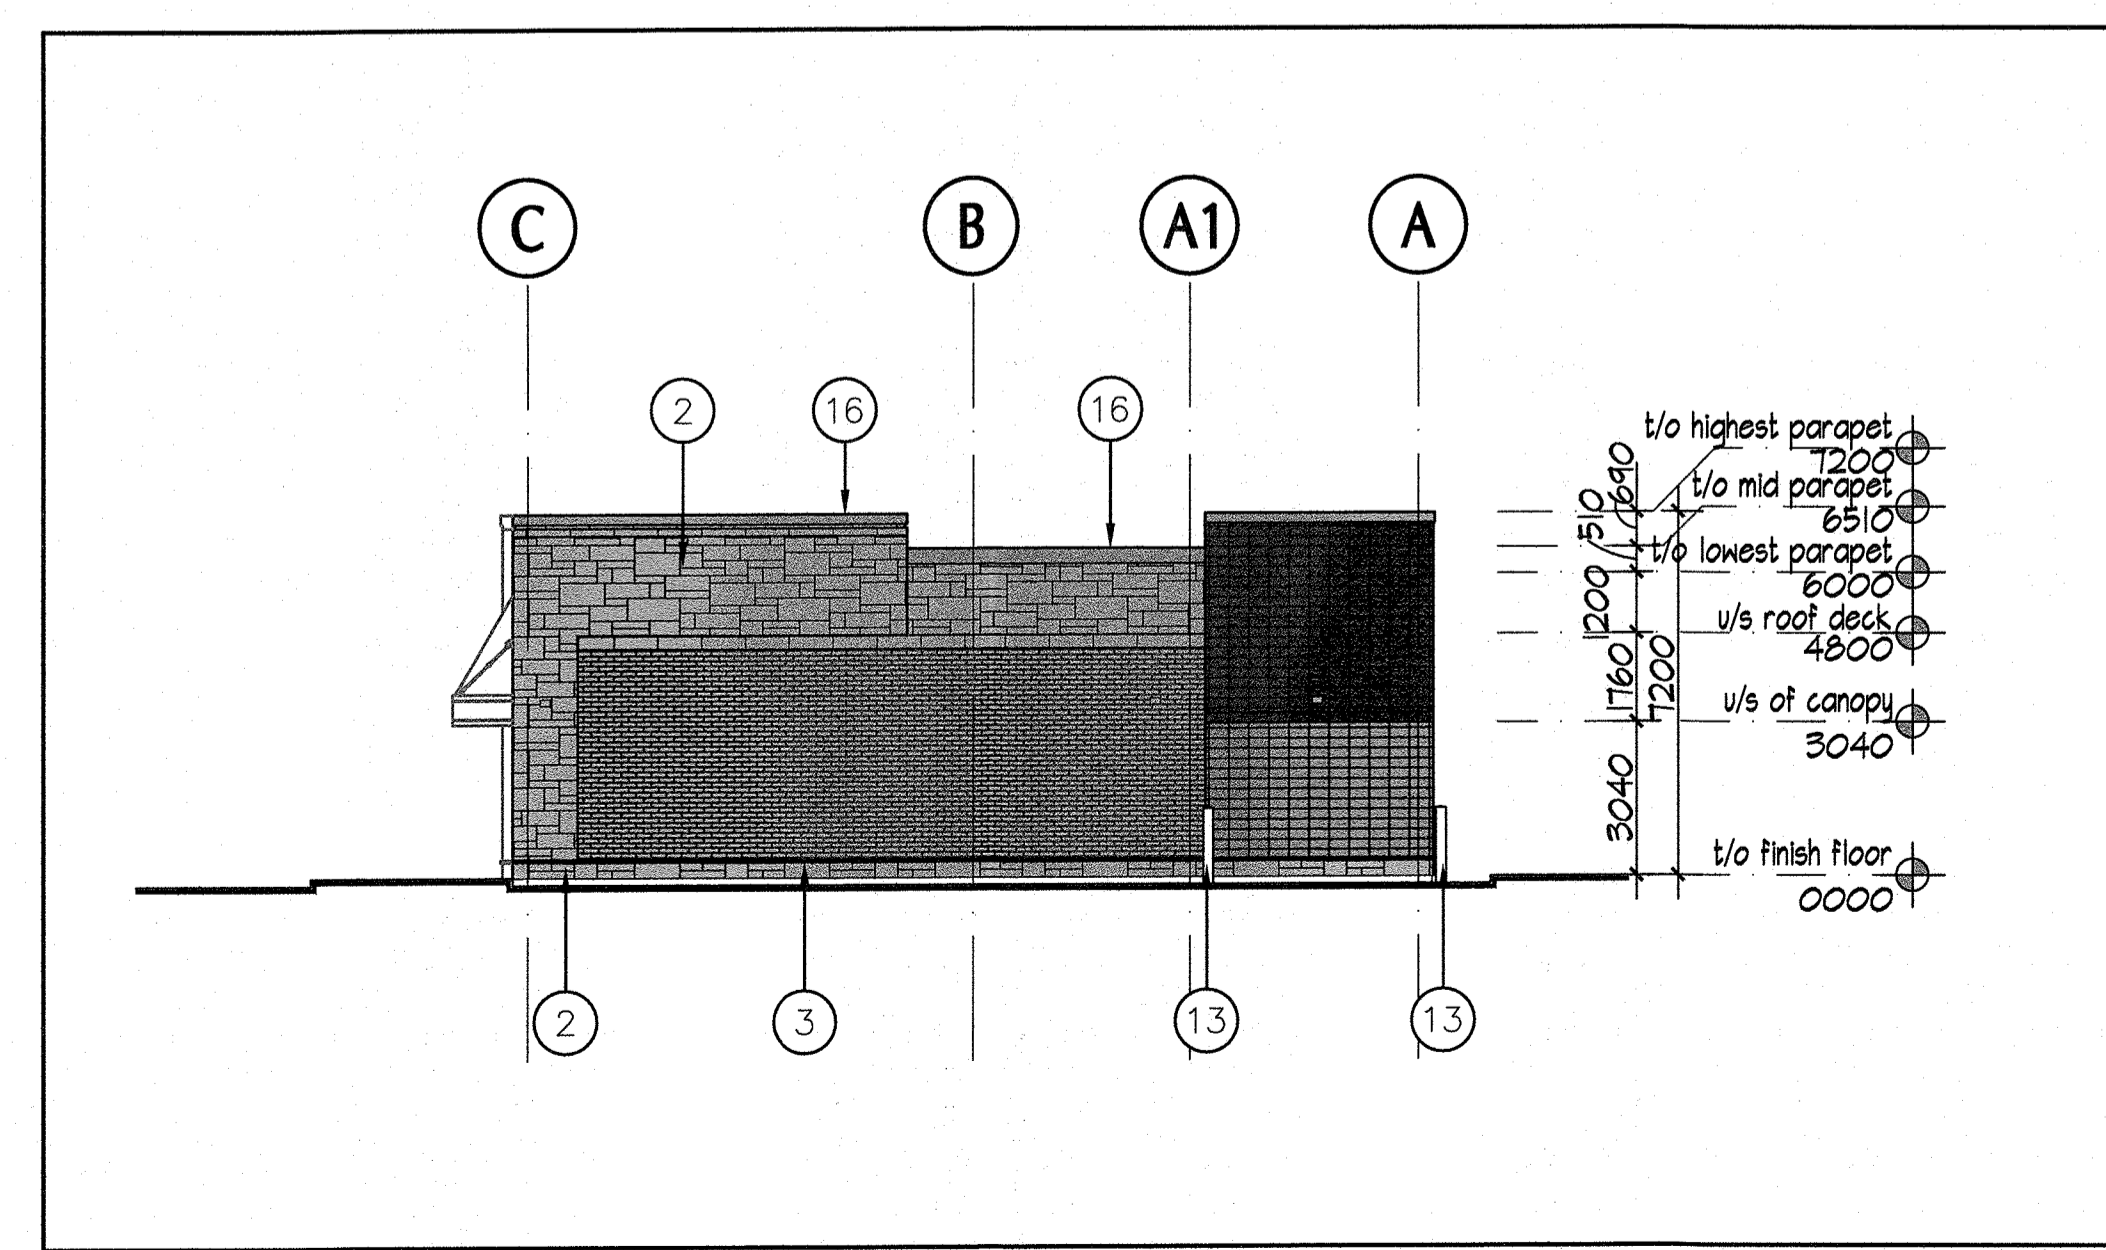 C B A1 A
2 16 16
t/o highest parapet
7200
t/o mid parapet
6510
t/o lowest parapet
6000
u/s roof deck
4800
u/s of canopy
3040
t/o finish floor
0000
690
510
1200
1760
7200
3040
2 3 13 13